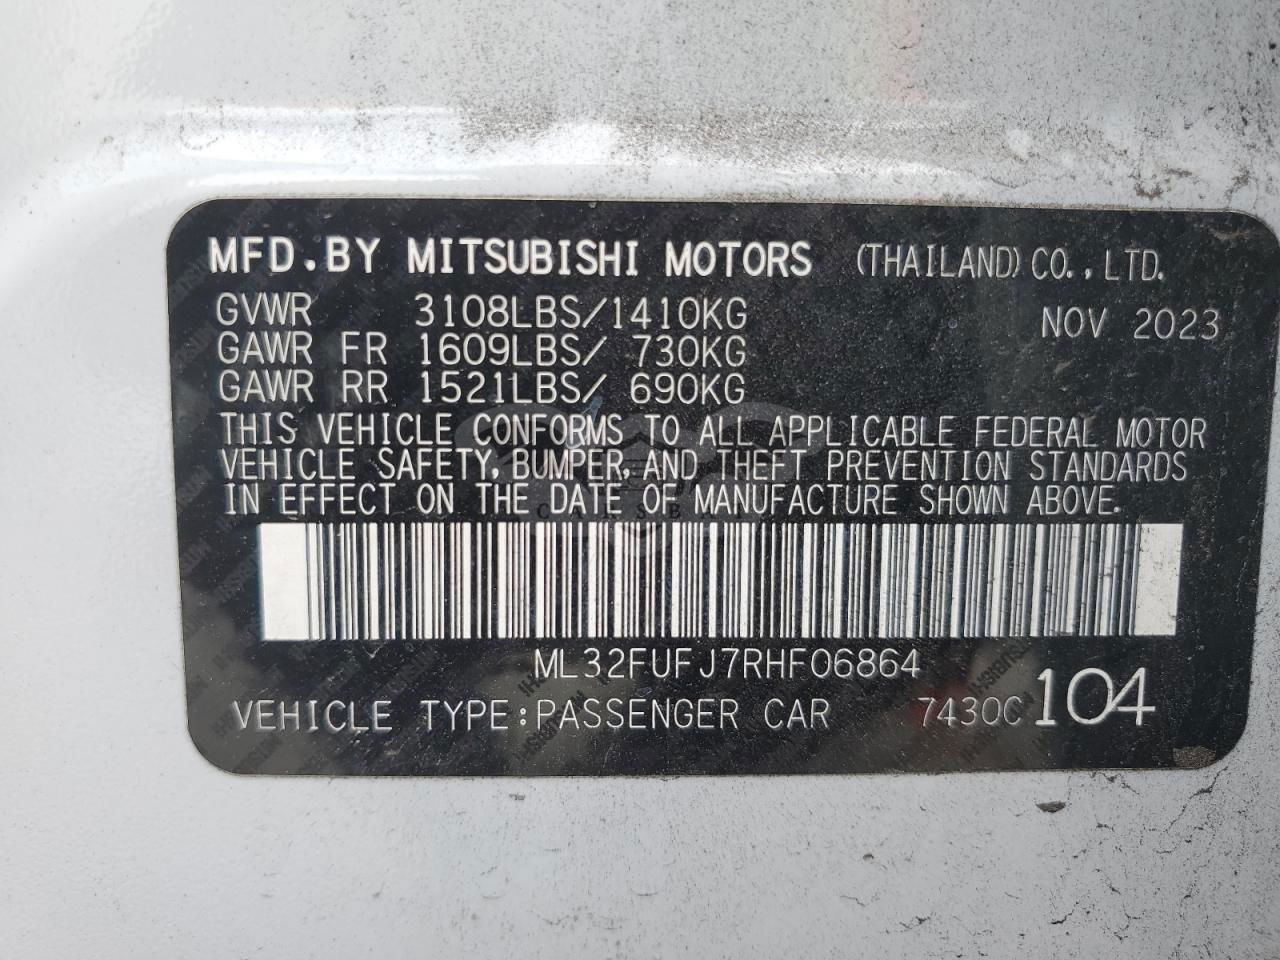 MFD.BY MITSUBISHI MOTORS (THAILAND) CO.,LTD.
GVWR 3108LBS/1410KG NOV 2023
GAWR FR 1609LBS/ 730KG
GAWR RR 1521LBS/ 690KG
THIS VEHICLE CONFORMS TO ALL APPLICABLE FEDERAL MOTOR
VEHICLE SAFETY, BUMPER, AND THEFT PREVENTION STANDARDS
IN EFFECT ON THE DATE OF MANUFACTURE SHOWN ABOVE.
ML32FUFJ7RHF06864
VEHICLE TYPE:PASSENGER CAR 7430C 104